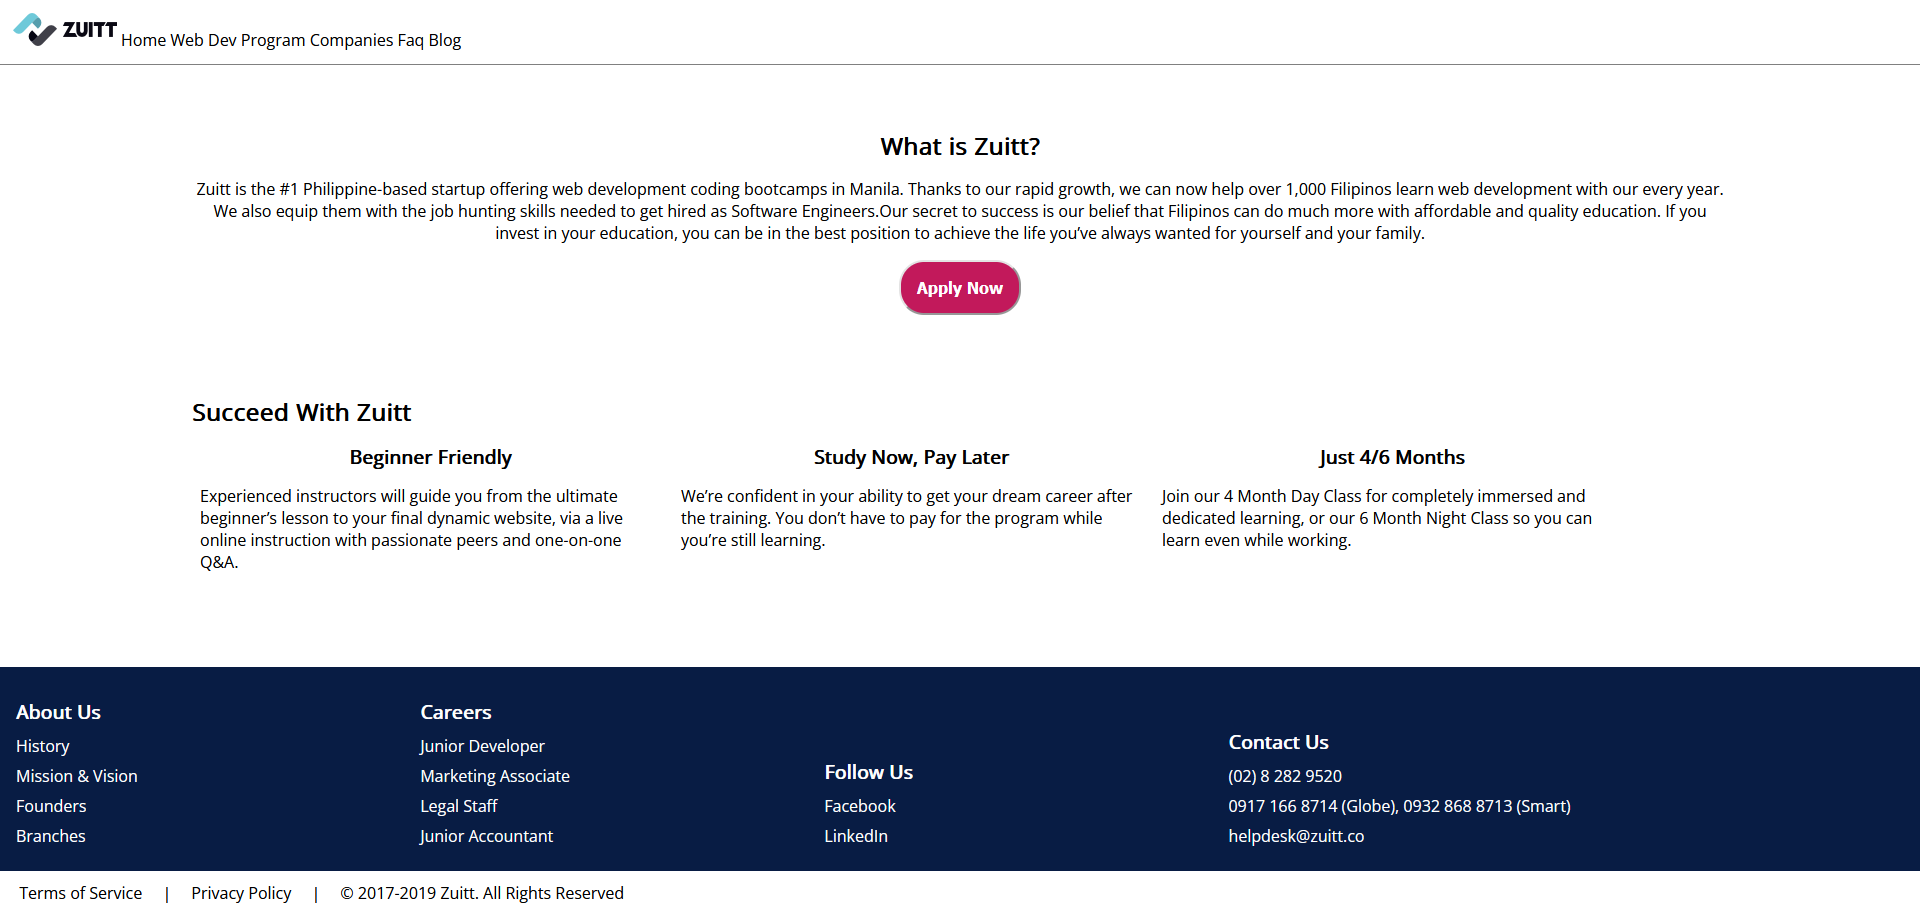 ZUITT Home Web Dev Program Companies Faq Blog
What is Zuitt?
Zuitt is the #1 Philippine-based startup offering web development coding bootcamps in Manila. Thanks to our rapid growth, we can now help over 1,000 Filipinos learn web development with our every year.
We also equip them with the job hunting skills needed to get hired as Software Engineers.Our secret to success is our belief that Filipinos can do much more with affordable and quality education. If you
invest in your education, you can be in the best position to achieve the life you’ve always wanted for yourself and your family.
Apply Now
Succeed With Zuitt
Beginner Friendly
Experienced instructors will guide you from the ultimate
beginner’s lesson to your final dynamic website, via a live
online instruction with passionate peers and one-on-one
Q&A.
Study Now, Pay Later
We’re confident in your ability to get your dream career after
the training. You don’t have to pay for the program while
you’re still learning.
Just 4/6 Months
Join our 4 Month Day Class for completely immersed and
dedicated learning, or our 6 Month Night Class so you can
learn even while working.
About Us
History
Mission & Vision
Founders
Branches
Careers
Junior Developer
Marketing Associate
Legal Staff
Junior Accountant
Follow Us
Facebook
LinkedIn
Contact Us
(02) 8 282 9520
0917 166 8714 (Globe), 0932 868 8713 (Smart)
helpdesk@zuitt.co
Terms of Service | Privacy Policy | © 2017-2019 Zuitt. All Rights Reserved